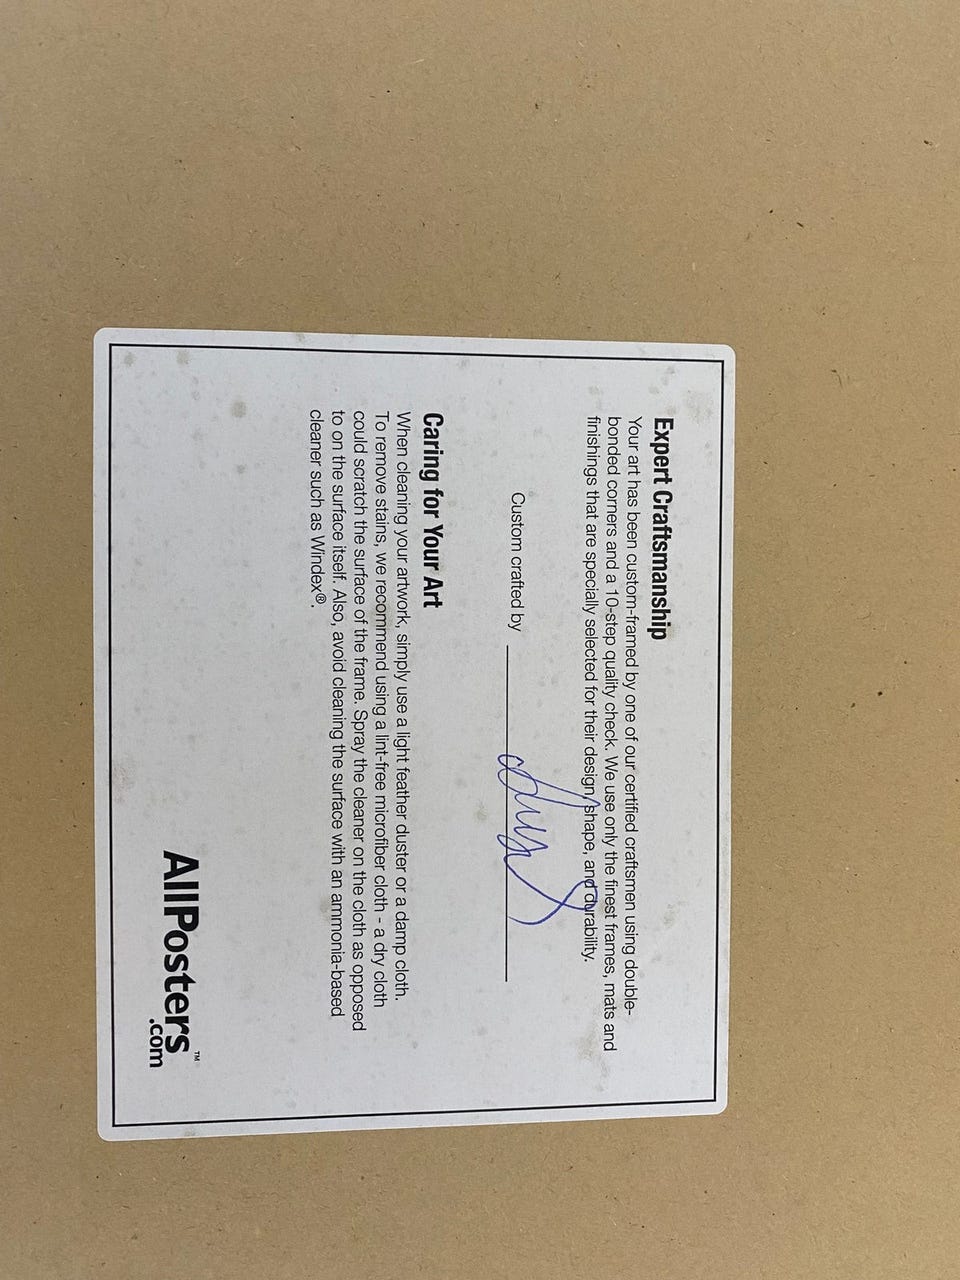 Expert Craftsmanship
Your art has been custom-framed by one of our certified craftsmen using double-
bonded corners and a 10-step quality check. We use only the finest frames, mats and
finishings that are specially selected for their design, shape, and durability.
Custom crafted by
Caring for Your Art
When cleaning your artwork, simply use a light feather duster or a damp cloth.
To remove stains, we recommend using a lint-free microfiber cloth - a dry cloth
could scratch the surface of the frame. Spray the cleaner on the cloth as opposed
to on the surface itself. Also, avoid cleaning the surface with an ammonia-based
cleaner such as Windex®.
AllPosters™
.com